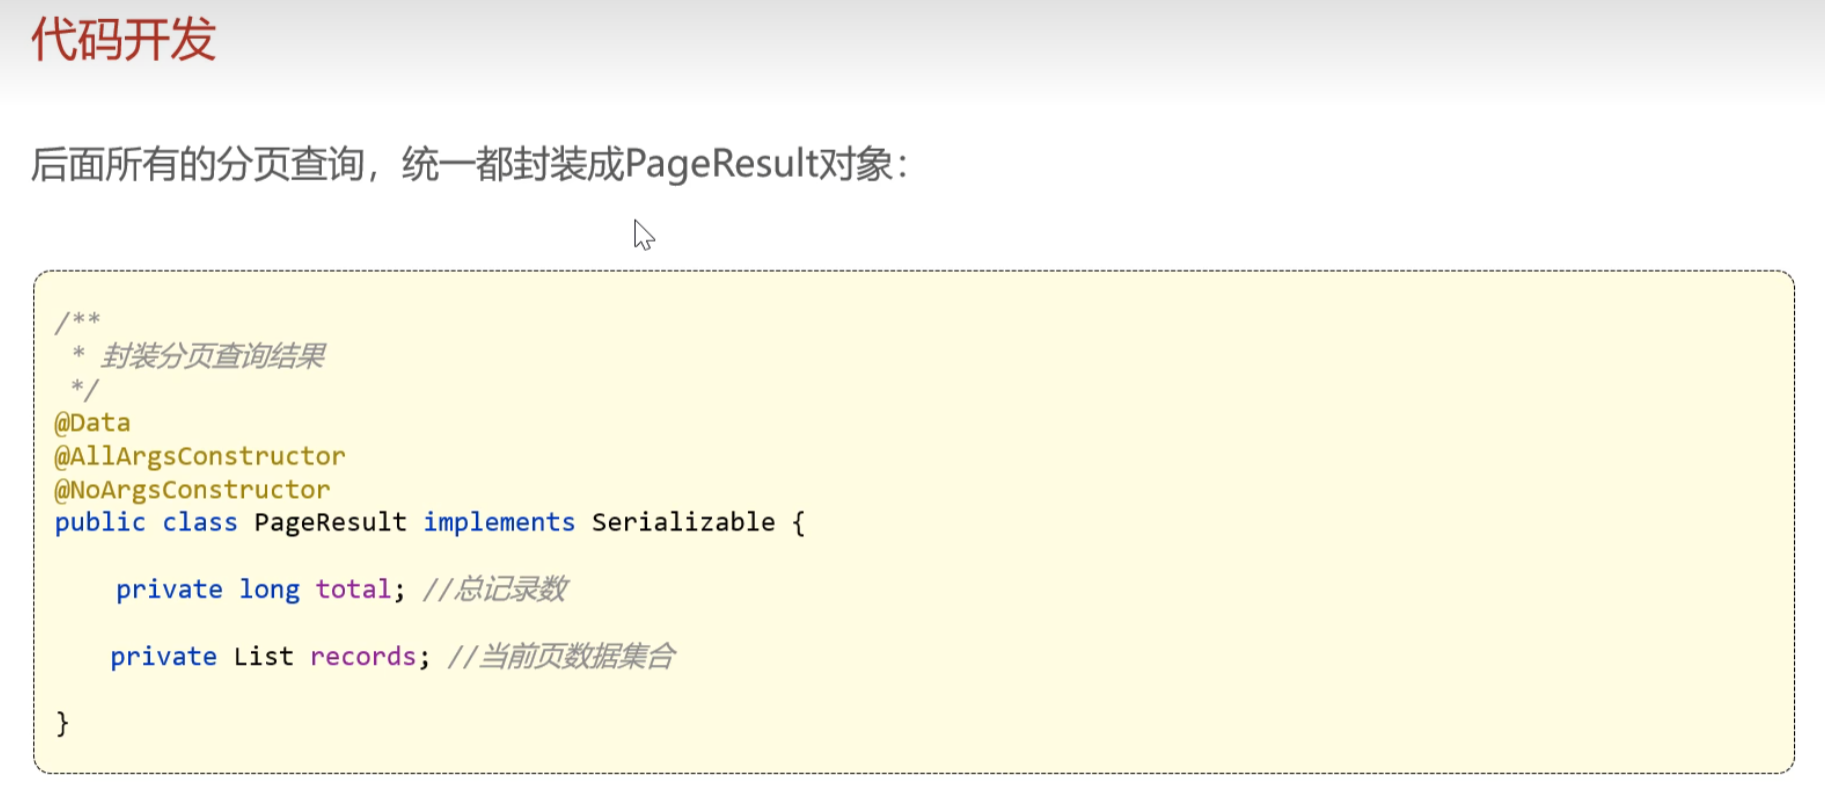 代码开发
后面所有的分页查询，统一都封装成PageResult对象：
/**
 * 封装分页查询结果
 */
@Data
@AllArgsConstructor
@NoArgsConstructor
public class PageResult implements Serializable {
    private long total; //总记录数
    private List records; //当前页数据集合
}